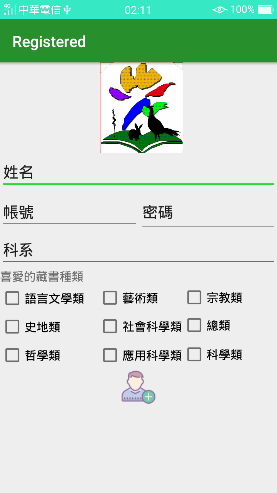 4G 中華電信 02:11 100%
Registered
姓名
帳號 密碼
科系
喜愛的藏書種類
語言文學類 藝術類 宗教類
史地類 社會科學類 總類
哲學類 應用科學類 科學類